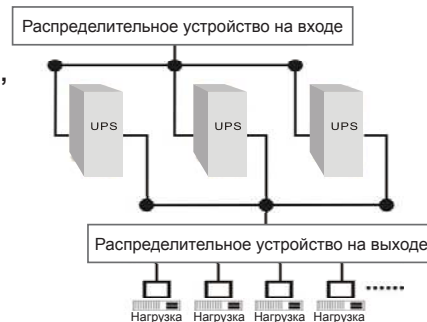 Распределительное устройство на входе
,
UPS UPS UPS
Распределительное устройство на выходе
Нагрузка Нагрузка Нагрузка Нагрузка